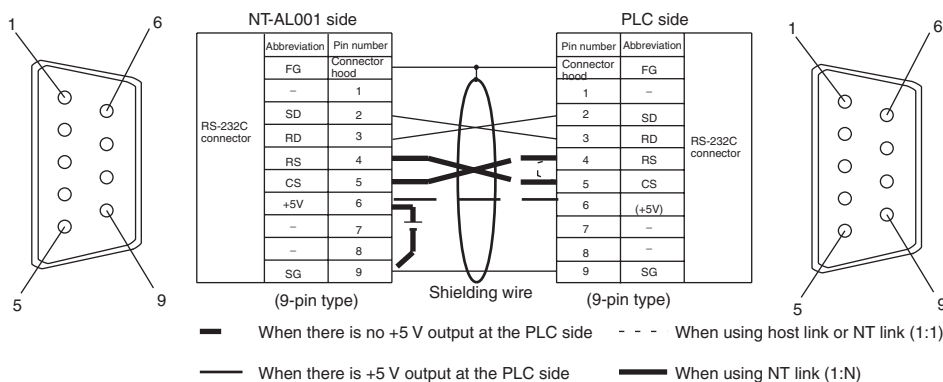 NT-AL001 side
PLC side
1
6
5
9
RS-232C
connector
Abbreviation Pin number
FG Connector
hood
– 1
SD 2
RD 3
RS 4
CS 5
+5V 6
– 7
– 8
SG 9
(9-pin type)
Shielding wire
Pin number Abbreviation
Connector
hood FG
1 –
2 SD
3 RD
4 RS
5 CS
6 (+5V)
7 –
8 –
9 SG
RS-232C
connector
(9-pin type)
1
6
5
9
When there is no +5 V output at the PLC side
When using host link or NT link (1:1)
When there is +5 V output at the PLC side
When using NT link (1:N)